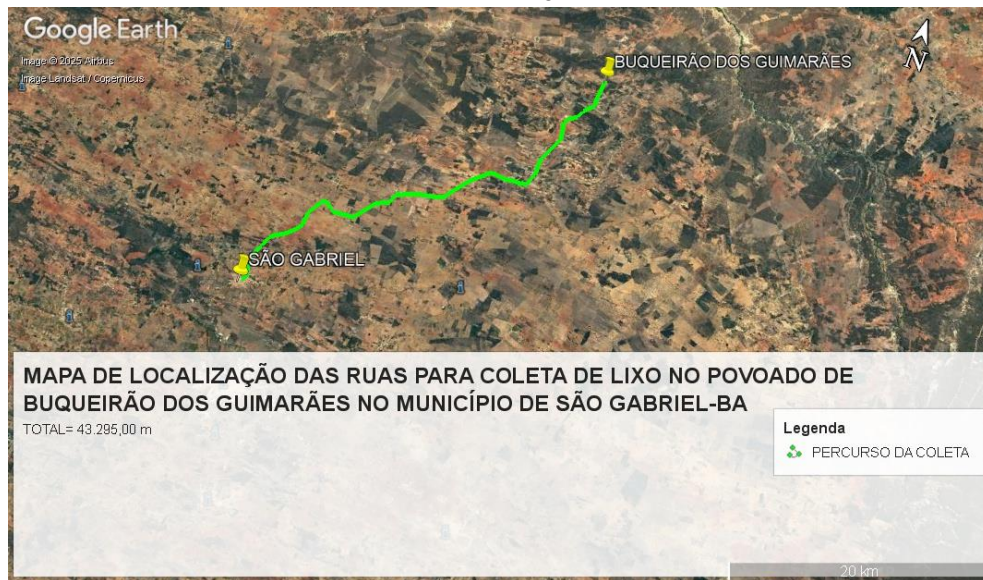 Google Earth
Image © 2025 Airbus
Image Landsat / Copernicus
BUQUEIRÃO DOS GUIMARÃES
N
SÃO GABRIEL
MAPA DE LOCALIZAÇÃO DAS RUAS PARA COLETA DE LIXO NO POVOADO DE
BUQUEIRÃO DOS GUIMARÃES NO MUNICÍPIO DE SÃO GABRIEL-BA
TOTAL= 43.295,00 m
Legenda
PERCURSO DA COLETA
20 km